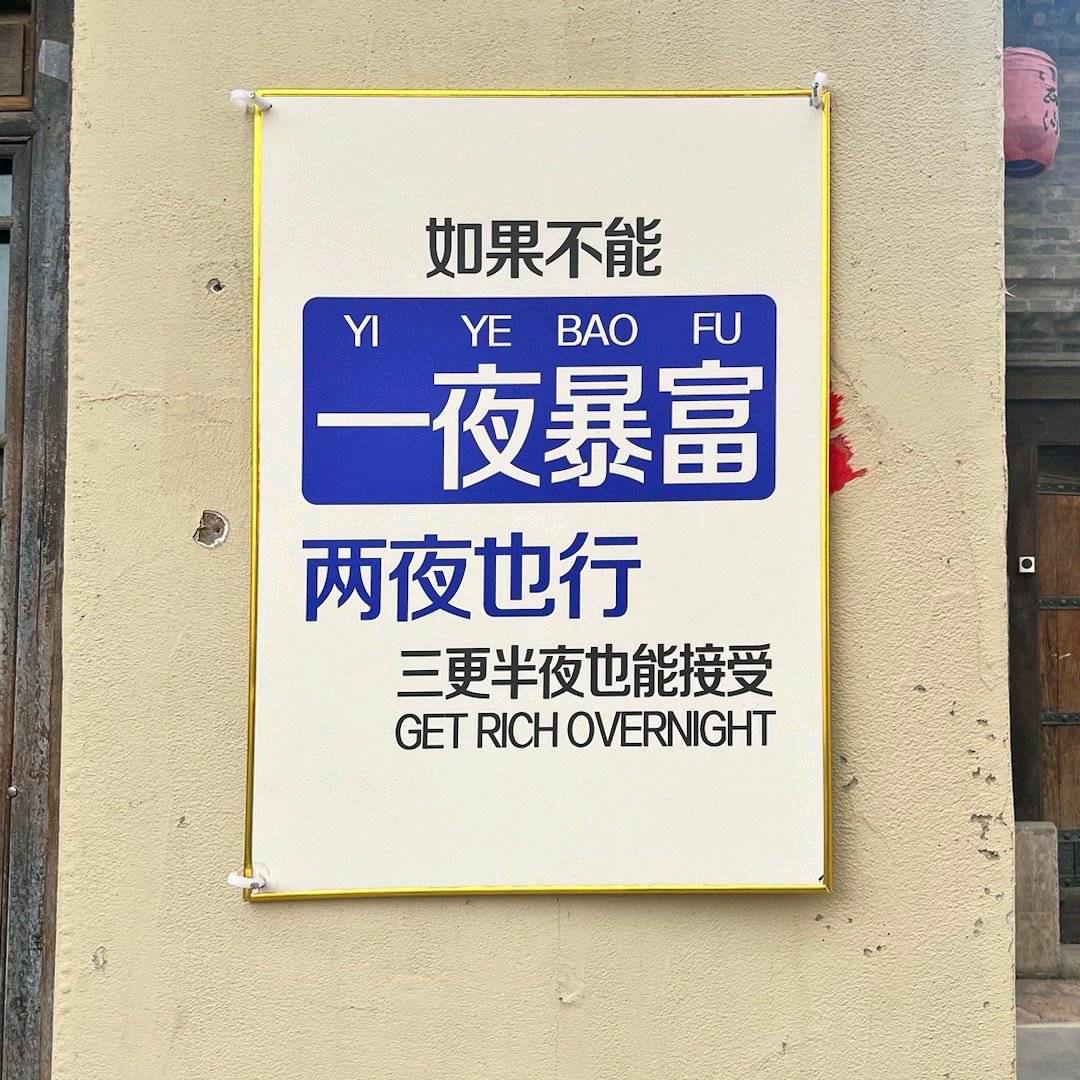 如果不能
YI YE BAO FU
一夜暴富
两夜也行
三更半夜也能接受
GET RICH OVERNIGHT